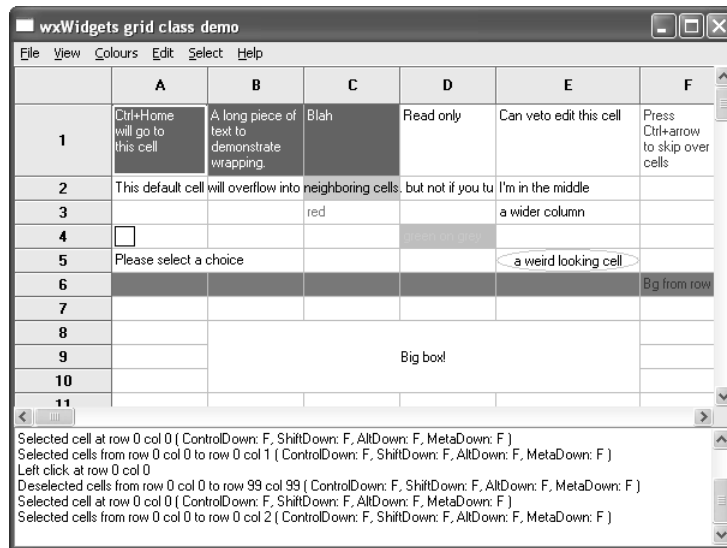 wxWidgets grid class demo
File View Colours Edit Select Help
A B C D E F
1 Ctrl+Home will go to this cell A long piece of text to demonstrate wrapping. Blah Read only Can veto edit this cell Press Ctrl+arrow to skip over cells
2 This default cell will overflow into neighboring cells. but not if you tu I'm in the middle
3 red a wider column
4 green on grey
5 Please select a choice a weird looking cell
6 Bg from row
7
8
9 Big box!
10
11
Selected cell at row 0 col 0 ( ControlDown: F, ShiftDown: F, AltDown: F, MetaDown: F )
Selected cells from row 0 col 0 to row 0 col 1 ( ControlDown: F, ShiftDown: F, AltDown: F, MetaDown: F )
Left click at row 0 col 0
Deselected cells from row 0 col 0 to row 99 col 99 ( ControlDown: F, ShiftDown: F, AltDown: F, MetaDown: F )
Selected cell at row 0 col 0 ( ControlDown: F, ShiftDown: F, AltDown: F, MetaDown: F )
Selected cells from row 0 col 0 to row 0 col 2 ( ControlDown: F, ShiftDown: F, AltDown: F, MetaDown: F )